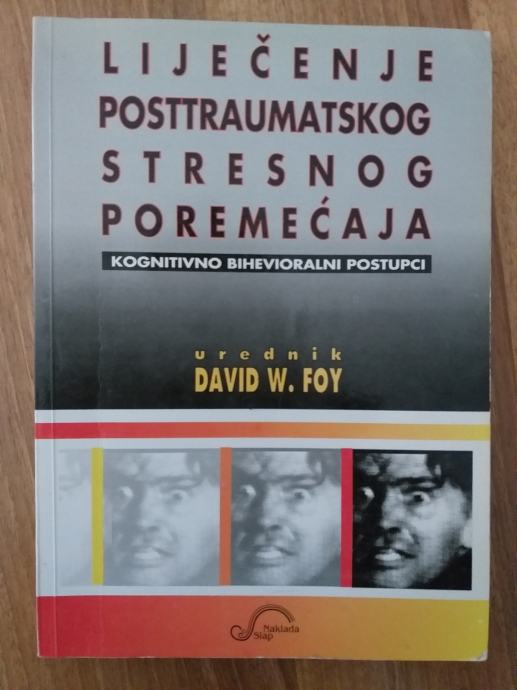 LIJEČENJE
POSTTRAUMATSKOG
STRESNOG
POREMEĆAJA
KOGNITIVNO BIHEVIORALNI POSTUPCI
urednik
DAVID W. FOY
Naklada
Slap